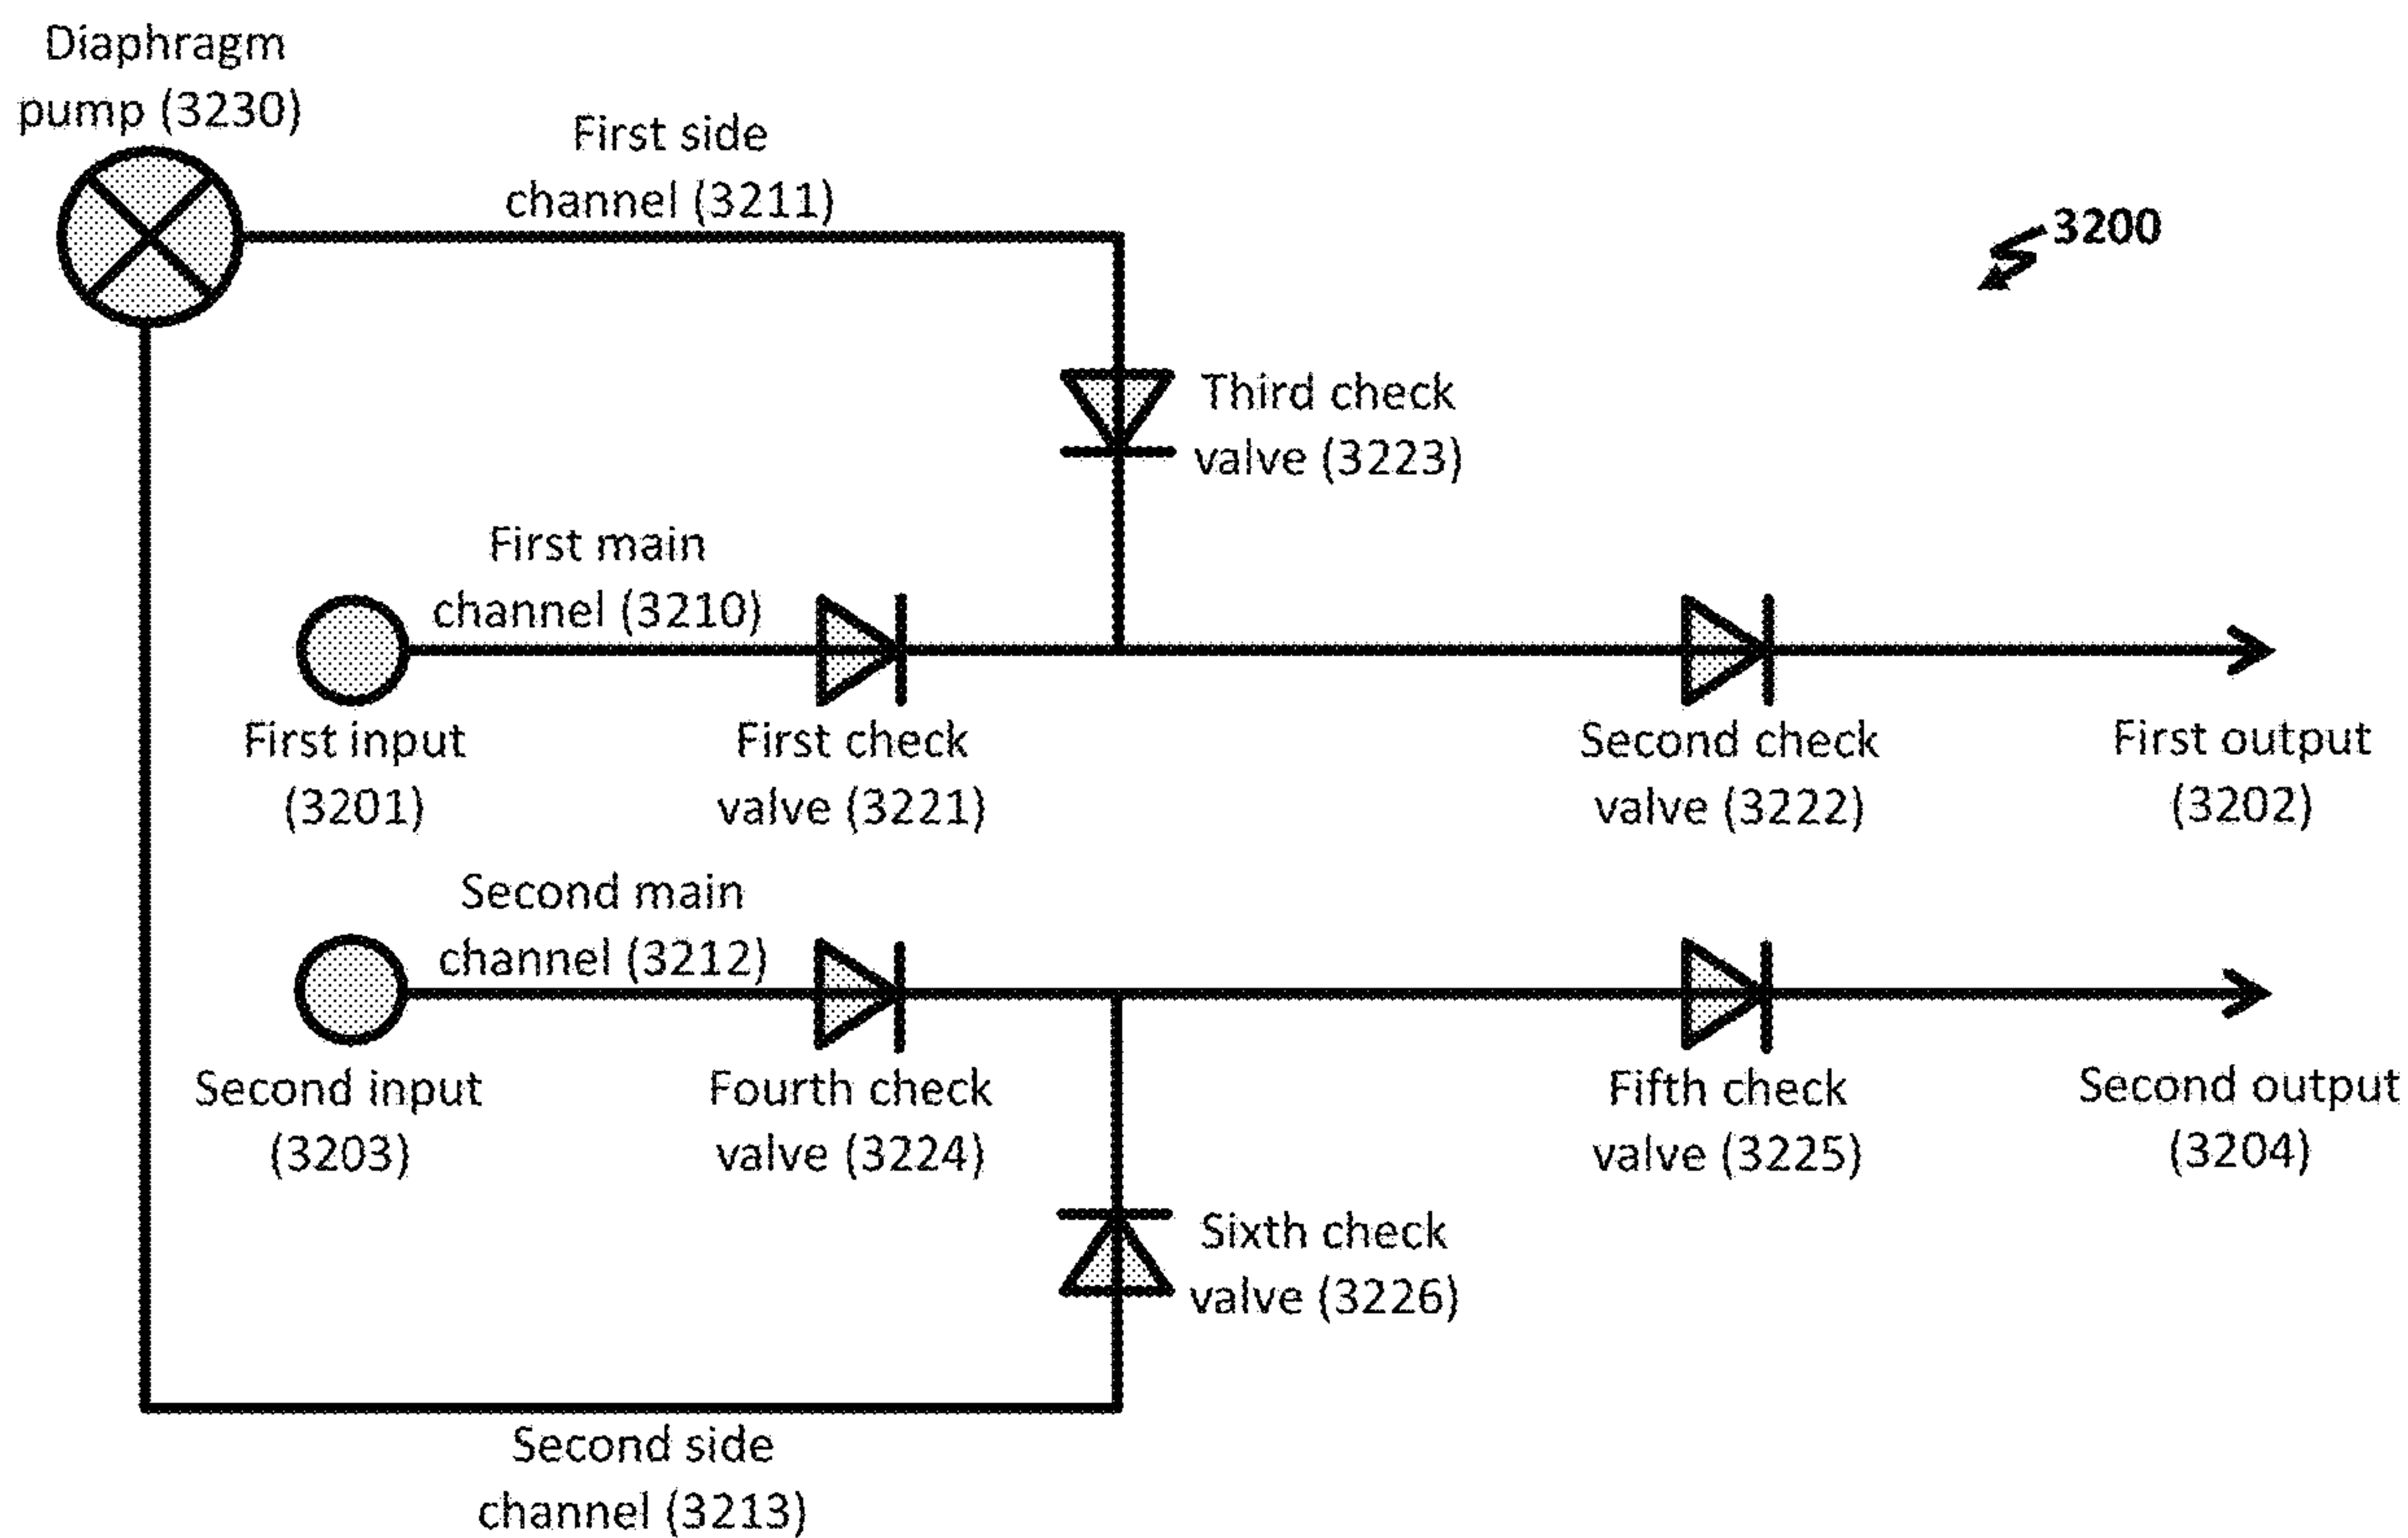 Diaphragm
pump (3230)
First side
channel (3211)
3200
Third check
valve (3223)
First main
channel (3210)
First input
(3201)
First check
valve (3221)
Second check
valve (3222)
First output
(3202)
Second main
channel (3212)
Second input
(3203)
Fourth check
valve (3224)
Fifth check
valve (3225)
Second output
(3204)
Sixth check
valve (3226)
Second side
channel (3213)